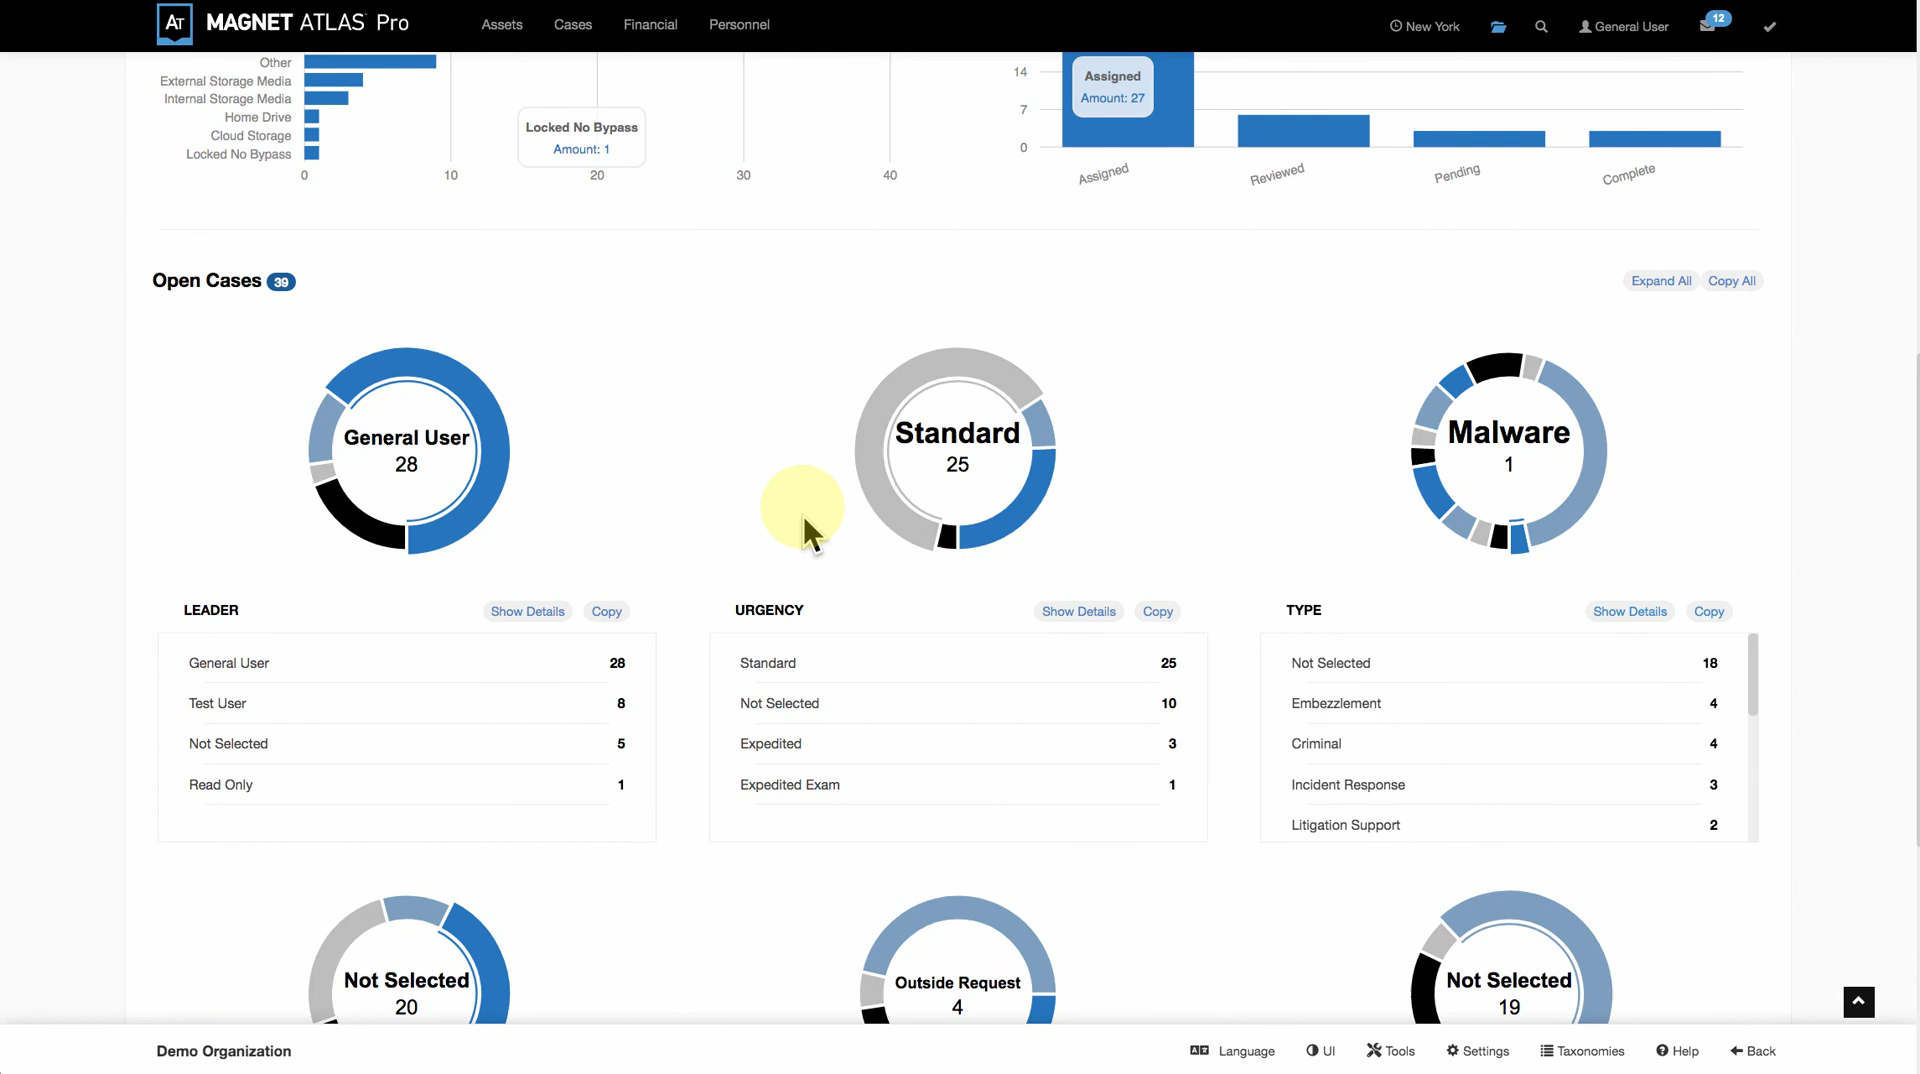 AT MAGNET ATLAS Pro
Assets
Cases
Financial
Personnel
New York
General User
12
Other
External Storage Media
Internal Storage Media
Home Drive
Cloud Storage
Locked No Bypass
Locked No Bypass
Amount: 1
0
10
20
30
40
14
7
0
Assigned
Amount: 27
Assigned
Reviewed
Pending
Complete
Open Cases 39
Expand All
Copy All
General User
28
Standard
25
Malware
1
LEADER
Show Details
Copy
General User 28
Test User 8
Not Selected 5
Read Only 1
URGENCY
Show Details
Copy
Standard 25
Not Selected 10
Expedited 3
Expedited Exam 1
TYPE
Show Details
Copy
Not Selected 18
Embezzlement 4
Criminal 4
Incident Response 3
Litigation Support 2
Not Selected
20
Outside Request
4
Not Selected
19
Demo Organization
Language
UI
Tools
Settings
Taxonomies
Help
Back